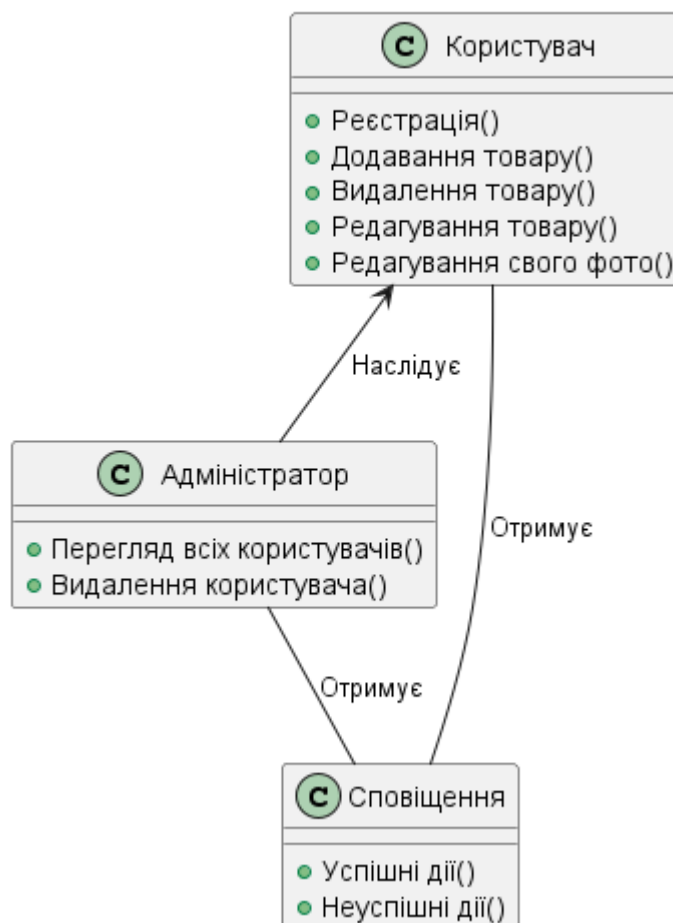 C Користувач
Реєстрація()
Додавання товару()
Видалення товару()
Редагування товару()
Редагування свого фото()
Наслідує
C Адміністратор
Перегляд всіх користувачів()
Видалення користувача()
Отримує
Отримує
C Сповіщення
Успішні дії()
Неуспішні дії()